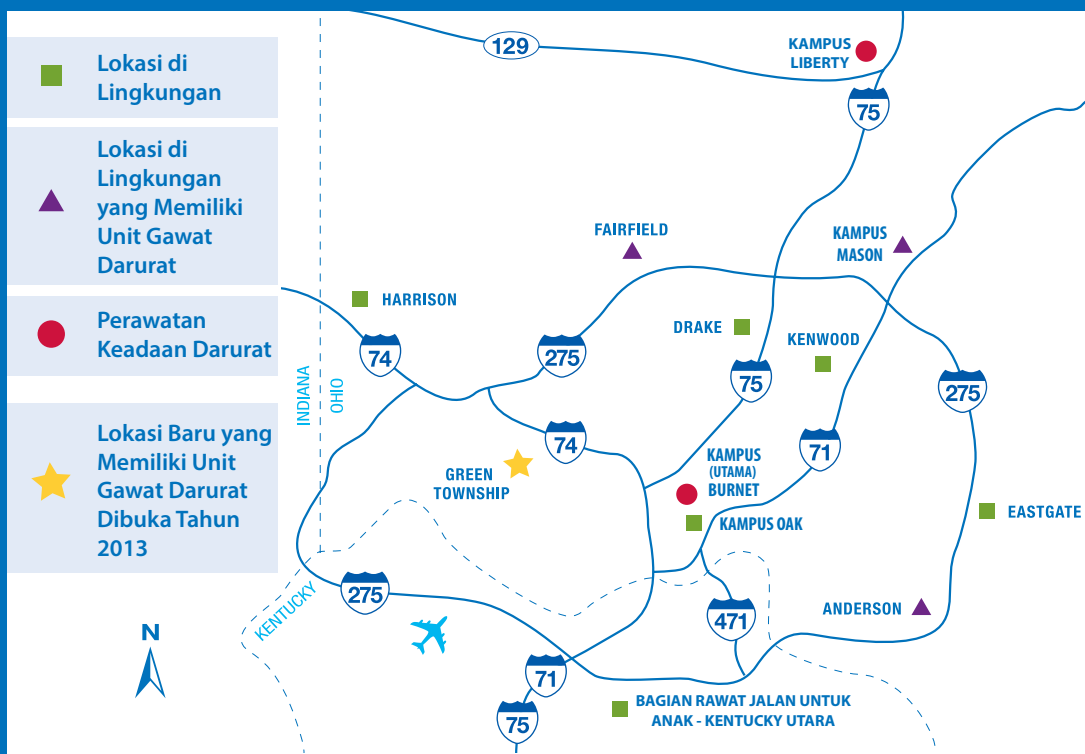 Lokasi di
Lingkungan
Lokasi di
Lingkungan
yang Memiliki
Unit Gawat
Darurat
Perawatan
Keadaan Darurat
Lokasi Baru yang
Memiliki Unit
Gawat Darurat
Dibuka Tahun
2013
N
129
KAMPUS
LIBERTY
75
FAIRFIELD
KAMPUS
MASON
HARRISON
74
275
DRAKE
KENWOOD
75
275
INDIANA
OHIO
74
71
GREEN
TOWNSHIP
KAMPUS
(UTAMA)
BURNET
KAMPUS OAK
EASTGATE
KENTUCKY
275
471
ANDERSON
71
75
BAGIAN RAWAT JALAN UNTUK
ANAK - KENTUCKY UTARA